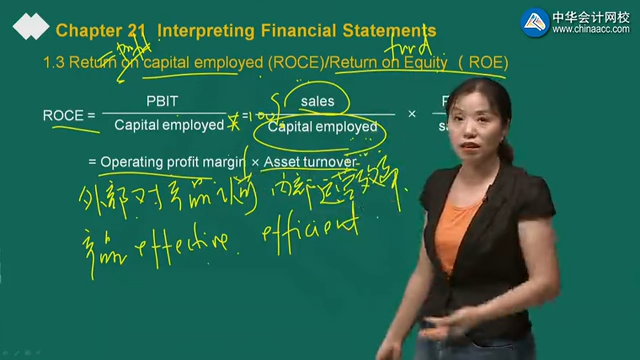 中华会计网校
www.chinaacc.com
Chapter 21 Interpreting Financial Statements
1.3 Return on capital employed (ROCE)/Return on Equity ( ROE)
fund
ROCE = PBIT / Capital employed = sales / Capital employed ×
= Operating profit margin × Asset turnover
外部对产品认可 内部运营效率
产品 effective efficient